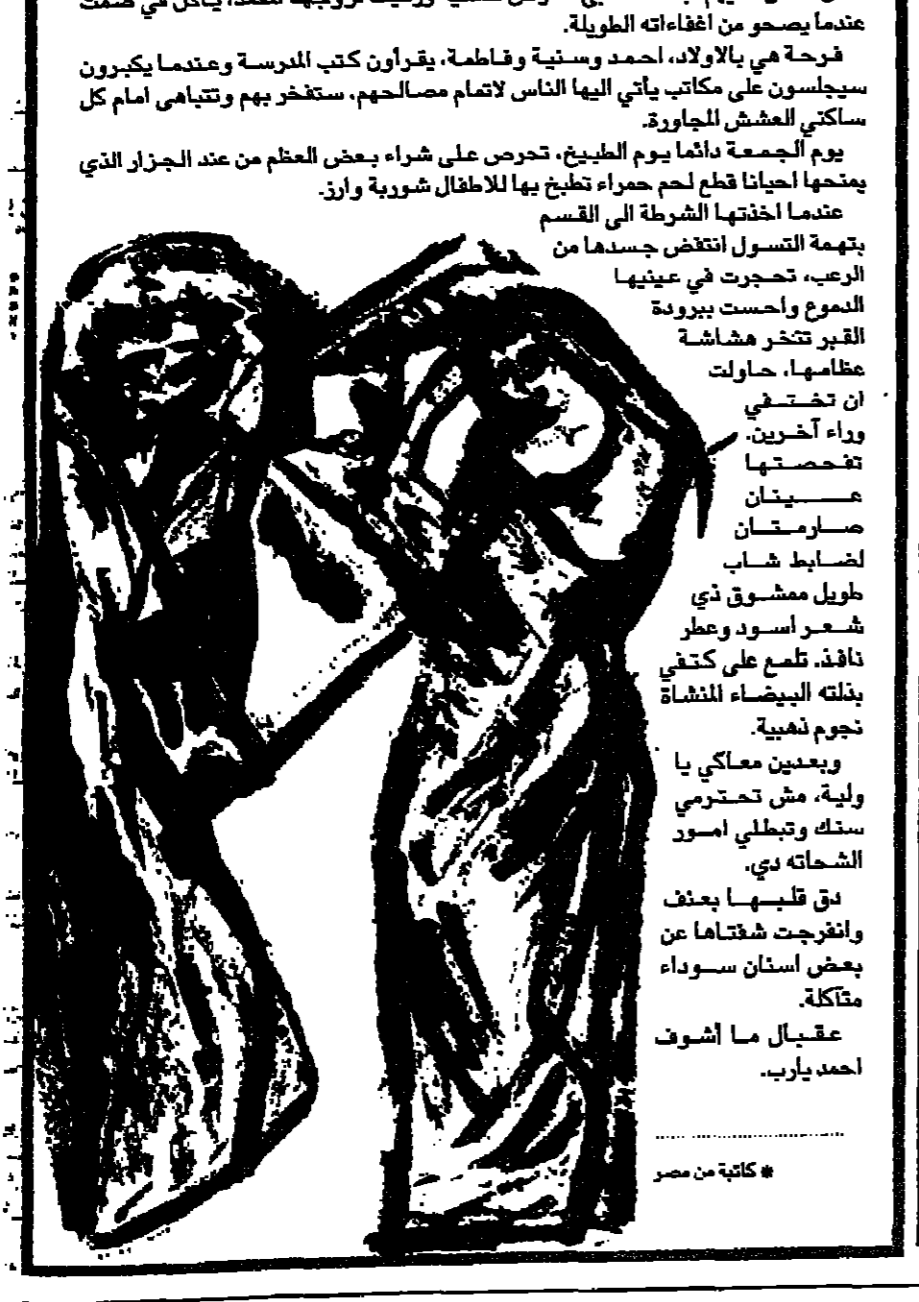 لزوجها المقعد، يأكل في صمت
عندما يصحو من اغفاءاته الطويلة.
فرحة هي بالاولاد، احمد وسنية وفاطمة، يقرأون كتب المدرسة وعندما يكبرون
سيجلسون على مكاتب يأتي اليها الناس لاتمام مصالحهم، ستفخر بهم وتتباهى امام كل
ساكني العشش المجاورة.
يوم الجمعة دائما يوم الطبيخ، تحرص على شراء بعض العظم من عند الجزار الذي
يمنحها احيانا قطع لحم حمراء تطبخ بها للاطفال شوربة وارز.
عندما اخذتها الشرطة الى القسم
بتهمة التسول انتفض جسدها من
الرعب، تحجرت في عينيها
الدموع واحست ببرودة
القبر تنخر هشاشة
عظامها، حاولت
ان تختفي
وراء آخرين.
تفحصتها
عينان
صارمتان
لضابط شاب
طويل ممشوق ذي
شعر اسود وعطر
نافذ. تلمع على كتفي
بذلته البيضاء المنشاة
نجوم ذهبية.
وبعدين معاكي يا
ولية، مش تحترمي
سنك وتبطلي امور
الشحاته دي.
دق قلبها بعنف
وانفرجت شفتاها عن
بعض اسنان سوداء
متآكلة.
عقبال ما أشوف
احمد يارب.
* كاتبة من مصر